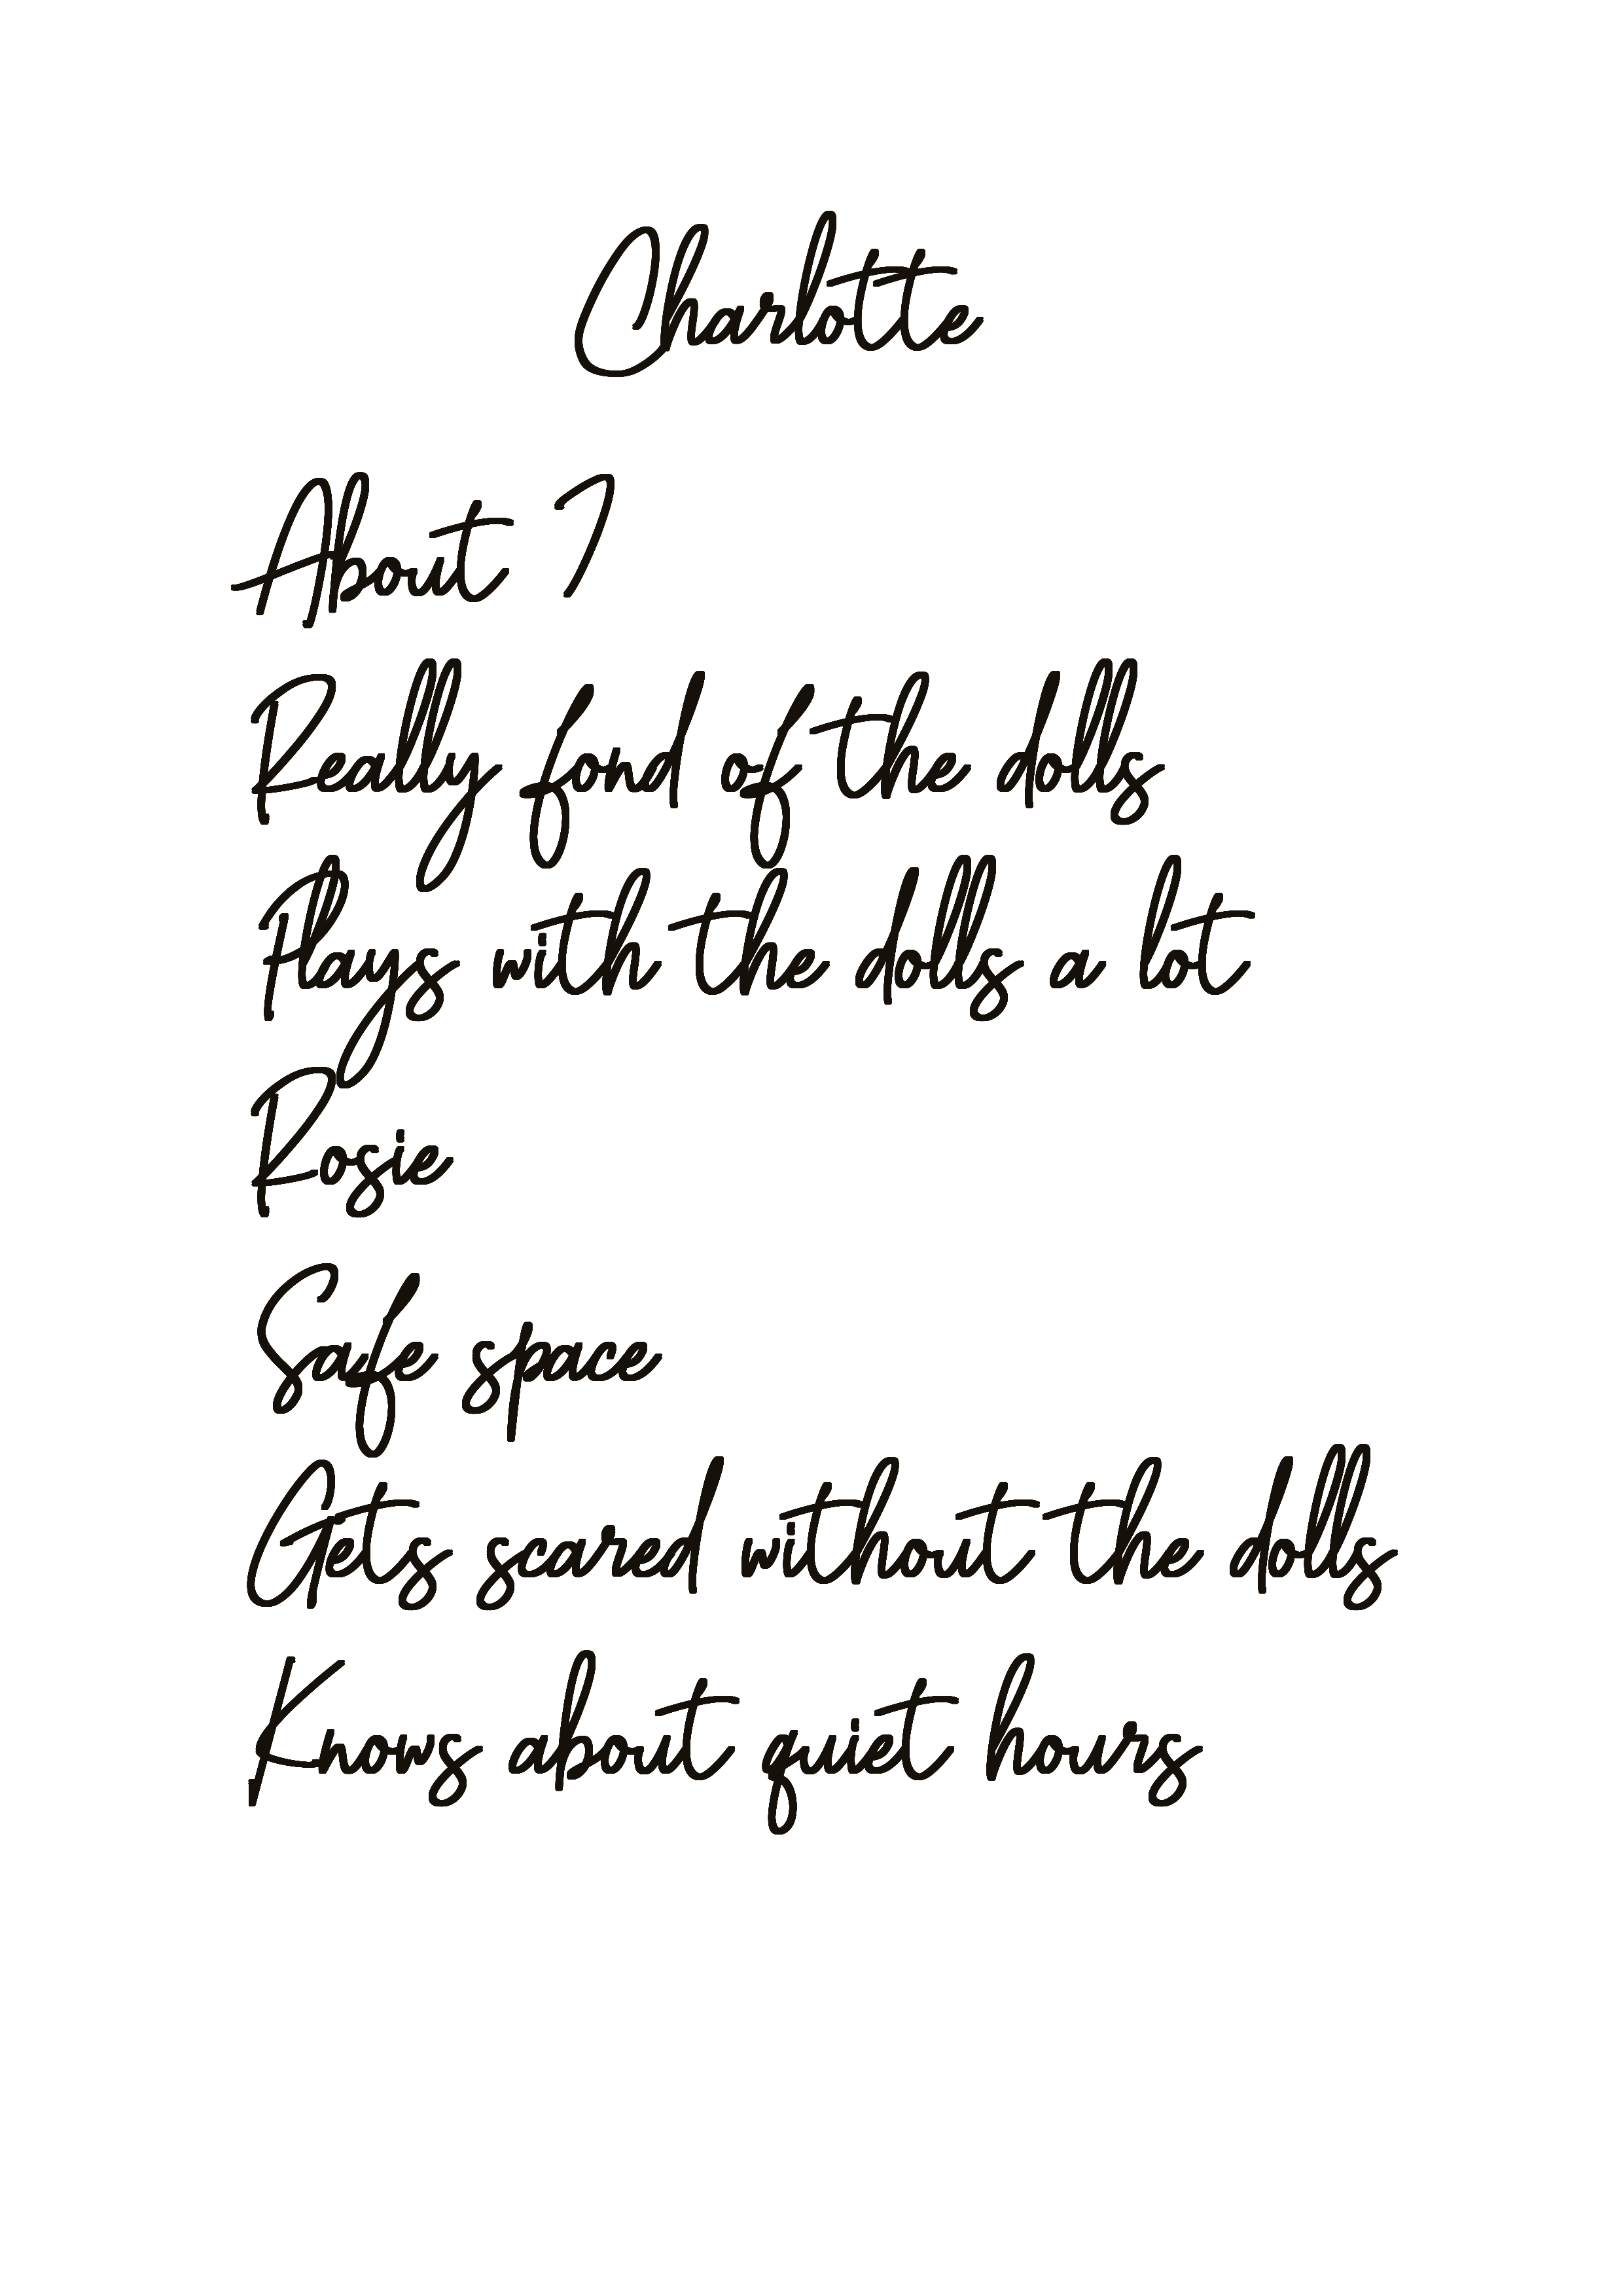 Charlotte
About 7
Really fond of the dolls
Plays with the dolls a lot
Rosie
Safe space
Gets scared without the dolls
Knows about quiet hours